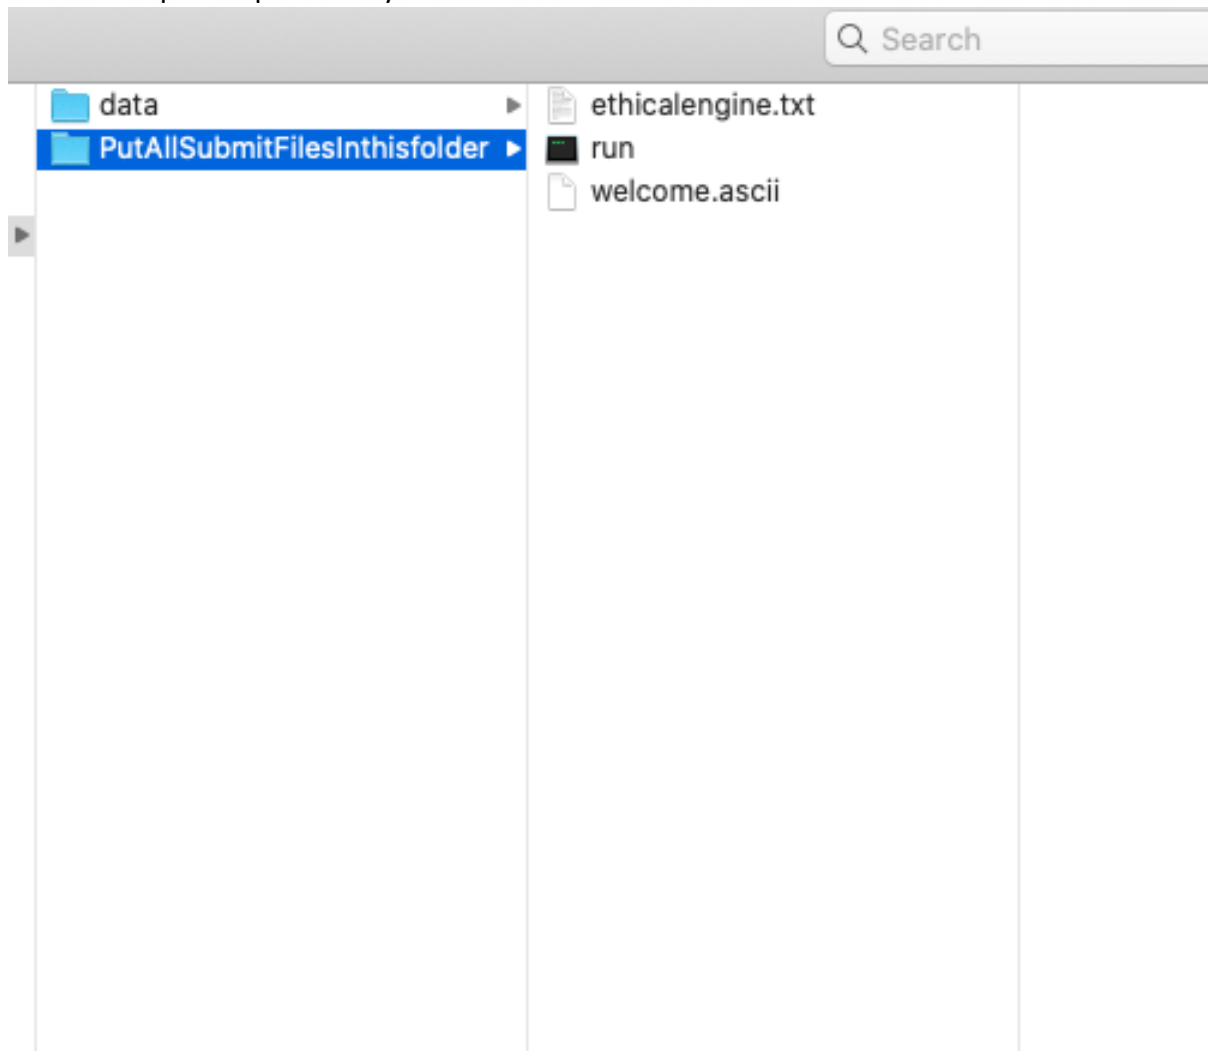 Search
data
PutAllSubmitFilesInthisfolder
ethicalengine.txt
run
welcome.ascii